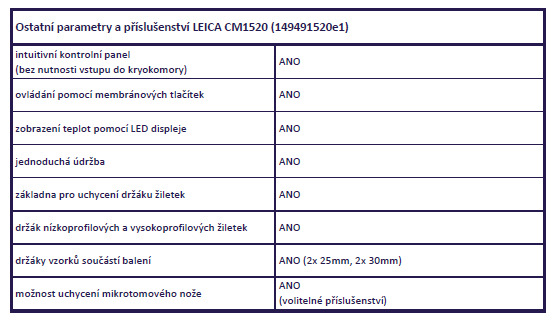 Ostatní parametry a příslušenství LEICA CM1520 (149491520e1)
intuitivní kontrolní panel
(bez nutnosti vstupu do kryokomory)
ANO
ovládání pomocí membránových tlačítek
ANO
zobrazení teplot pomocí LED displeje
ANO
jednoduchá údržba
ANO
základna pro uchycení držáku žiletek
ANO
držák nízkoprofilových a vysokoprofilových žiletek
ANO
držáky vzorků součástí balení
ANO (2x 25mm, 2x 30mm)
možnost uchycení mikrotomového nože
ANO
(volitelné příslušenství)